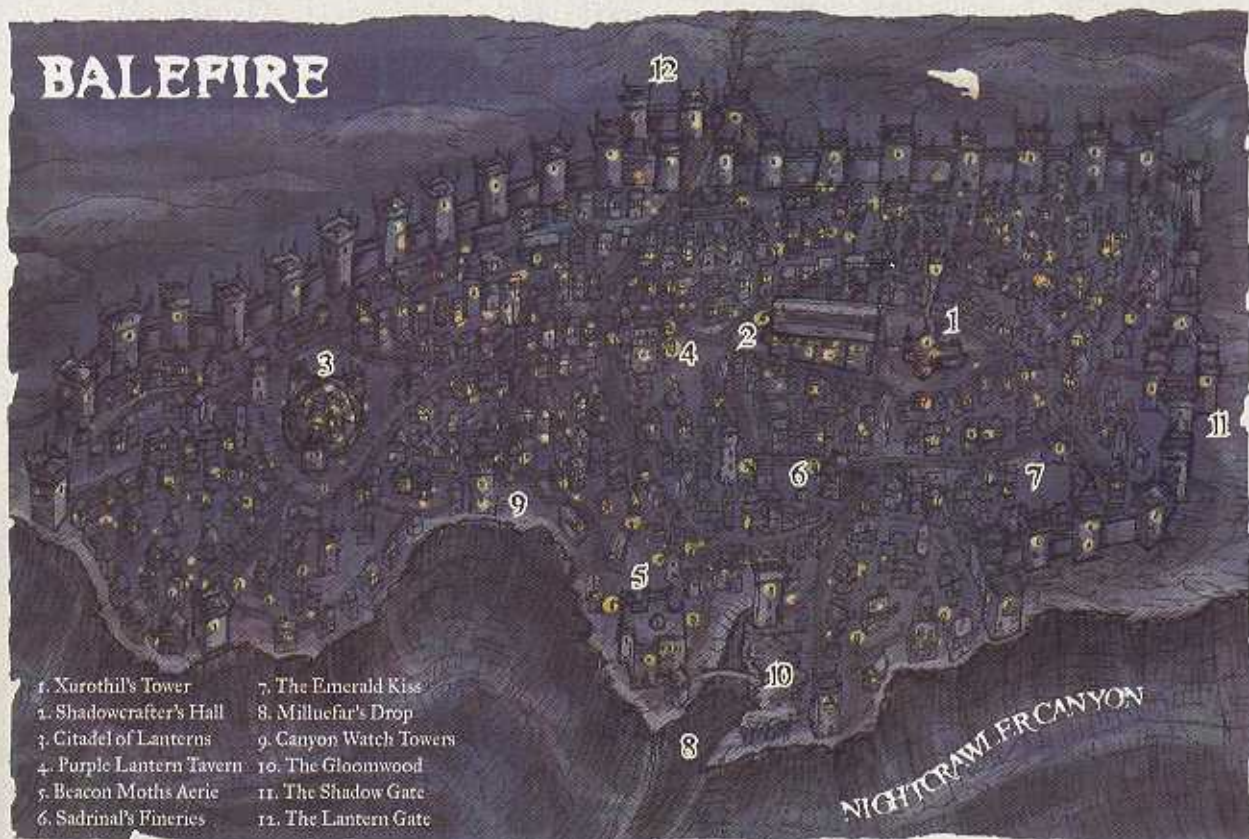 BALEFIRE
12
1
2
4
3
11
6
7
9
5
10
8
1. Xurothil's Tower
2. Shadowcrafter's Hall
3. Citadel of Lanterns
4. Purple Lantern Tavern
5. Beacon Moths Aerie
6. Sadrinal's Fineries
7. The Emerald Kiss
8. Milluefar's Drop
9. Canyon Watch Towers
10. The Gloomwood
11. The Shadow Gate
12. The Lantern Gate
NIGHTCRAWLER CANYON